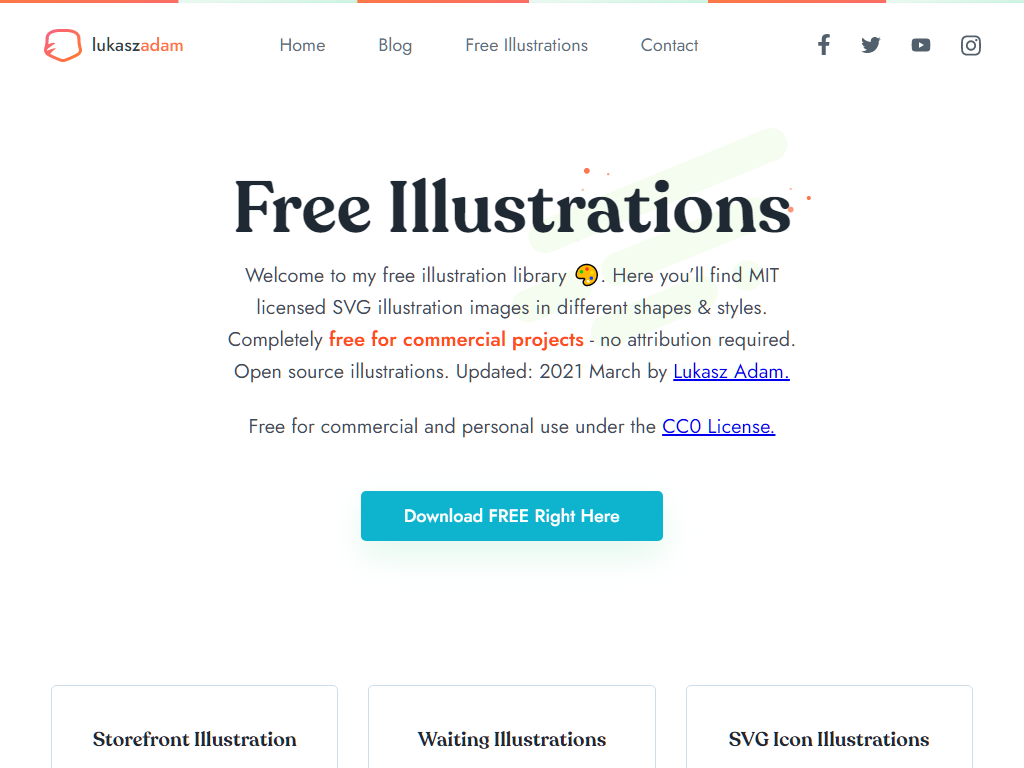 lukaszadam
Home
Blog
Free Illustrations
Contact
Free Illustrations
Welcome to my free illustration library 🎨. Here you'll find MIT
licensed SVG illustration images in different shapes & styles.
Completely free for commercial projects - no attribution required.
Open source illustrations. Updated: 2021 March by Lukasz Adam.
Free for commercial and personal use under the CC0 License.
Download FREE Right Here
Storefront Illustration
Waiting Illustrations
SVG Icon Illustrations